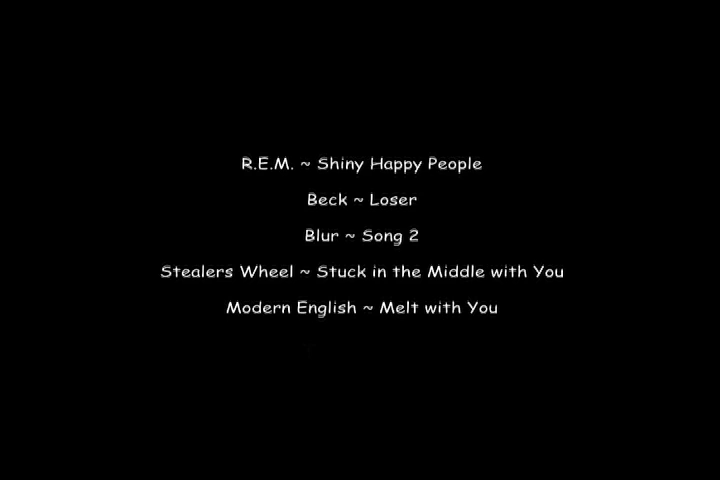 R.E.M. ~ Shiny Happy People
Beck ~ Loser
Blur ~ Song 2
Stealers Wheel ~ Stuck in the Middle with You
Modern English ~ Melt with You